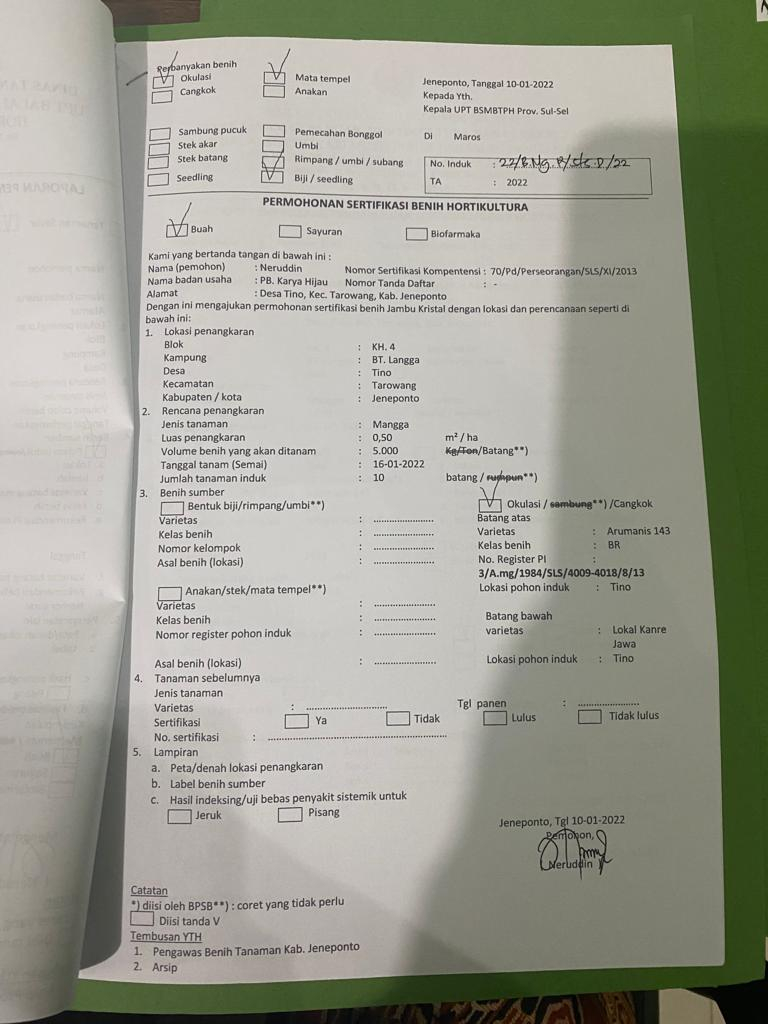 Perbanyakan benih
Okulasi Mata tempel Jeneponto, Tanggal 10-01-2022
Cangkok Anakan Kepada Yth.
Kepala UPT BSMBTPH Prov. Sul-Sel
Sambung pucuk Pemecahan Bonggol Di Maros
Stek akar Umbi
Stek batang Rimpang / umbi / subang No. Induk :
Seedling Biji / seedling TA : 2022
PERMOHONAN SERTIFIKASI BENIH HORTIKULTURA
Buah Sayuran Biofarmaka
Kami yang bertanda tangan di bawah ini :
Nama (pemohon) : Neruddin Nomor Sertifikasi Kompentensi : 70/Pd/Perseorangan/SLS/XI/2013
Nama badan usaha : PB. Karya Hijau Nomor Tanda Daftar : -
Alamat : Desa Tino, Kec. Tarowang, Kab. Jeneponto
Dengan ini mengajukan permohonan sertifikasi benih Jambu Kristal dengan lokasi dan perencanaan seperti di
bawah ini:
1. Lokasi penangkaran
Blok : KH. 4
Kampung : BT. Langga
Desa : Tino
Kecamatan : Tarowang
Kabupaten / kota : Jeneponto
2. Rencana penangkaran
Jenis tanaman : Mangga
Luas penangkaran : 0,50 m² / ha
Volume benih yang akan ditanam : 5.000 Kg/Ton/Batang**)
Tanggal tanam (Semai) : 16-01-2022
Jumlah tanaman induk : 10 batang / rumpun**)
3. Benih sumber
Bentuk biji/rimpang/umbi**) Okulasi / sambung**) /Cangkok
Varietas : ...................... Batang atas
Kelas benih : ...................... Varietas : Arumanis 143
Nomor kelompok : ...................... Kelas benih : BR
Asal benih (lokasi) : ...................... No. Register PI :
3/A.mg/1984/SLS/4009-4018/8/13
Anakan/stek/mata tempel**) Lokasi pohon induk : Tino
Varietas : ......................
Kelas benih : ...................... Batang bawah
Nomor register pohon induk : ...................... varietas : Lokal Kanre
Jawa
Asal benih (lokasi) : ...................... Lokasi pohon induk : Tino
4. Tanaman sebelumnya
Jenis tanaman
Varietas : ............................. Tgl panen : ......................
Sertifikasi Ya Tidak Lulus Tidak lulus
No. sertifikasi : .................................................................
5. Lampiran
a. Peta/denah lokasi penangkaran
b. Label benih sumber
c. Hasil indeksing/uji bebas penyakit sistemik untuk
Jeruk Pisang
Jeneponto, Tgl 10-01-2022
Pemohon,
Neruddin
Catatan
*) diisi oleh BPSB**) : coret yang tidak perlu
Diisi tanda V
Tembusan YTH
1. Pengawas Benih Tanaman Kab. Jeneponto
2. Arsip